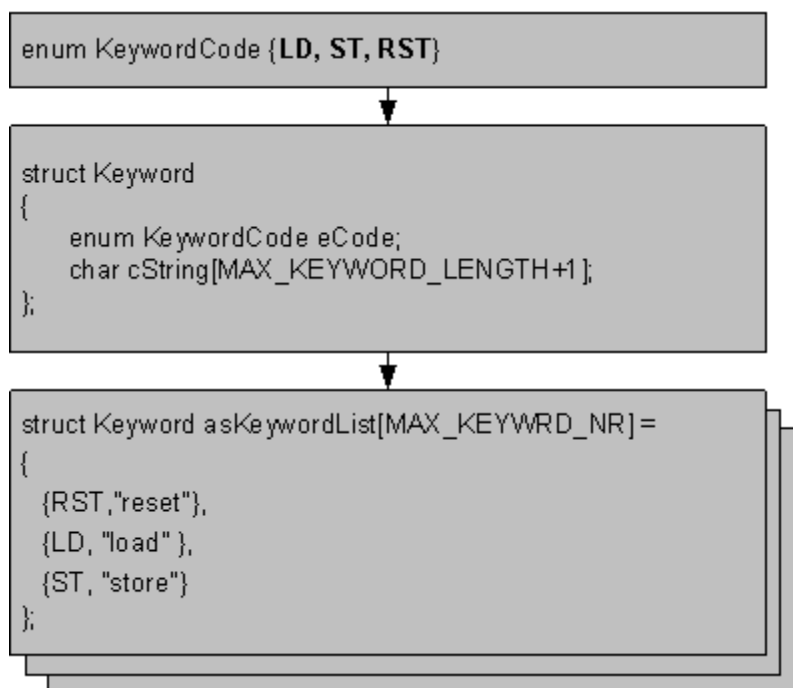 enum KeywordCode {LD, ST, RST}
struct Keyword
{
enum KeywordCode eCode;
char cString[MAX_KEYWORD_LENGTH+1];
};
struct Keyword asKeywordList[MAX_KEYWRD_NR] =
{
{RST,"reset"},
{LD, "load" },
{ST, "store"}
};